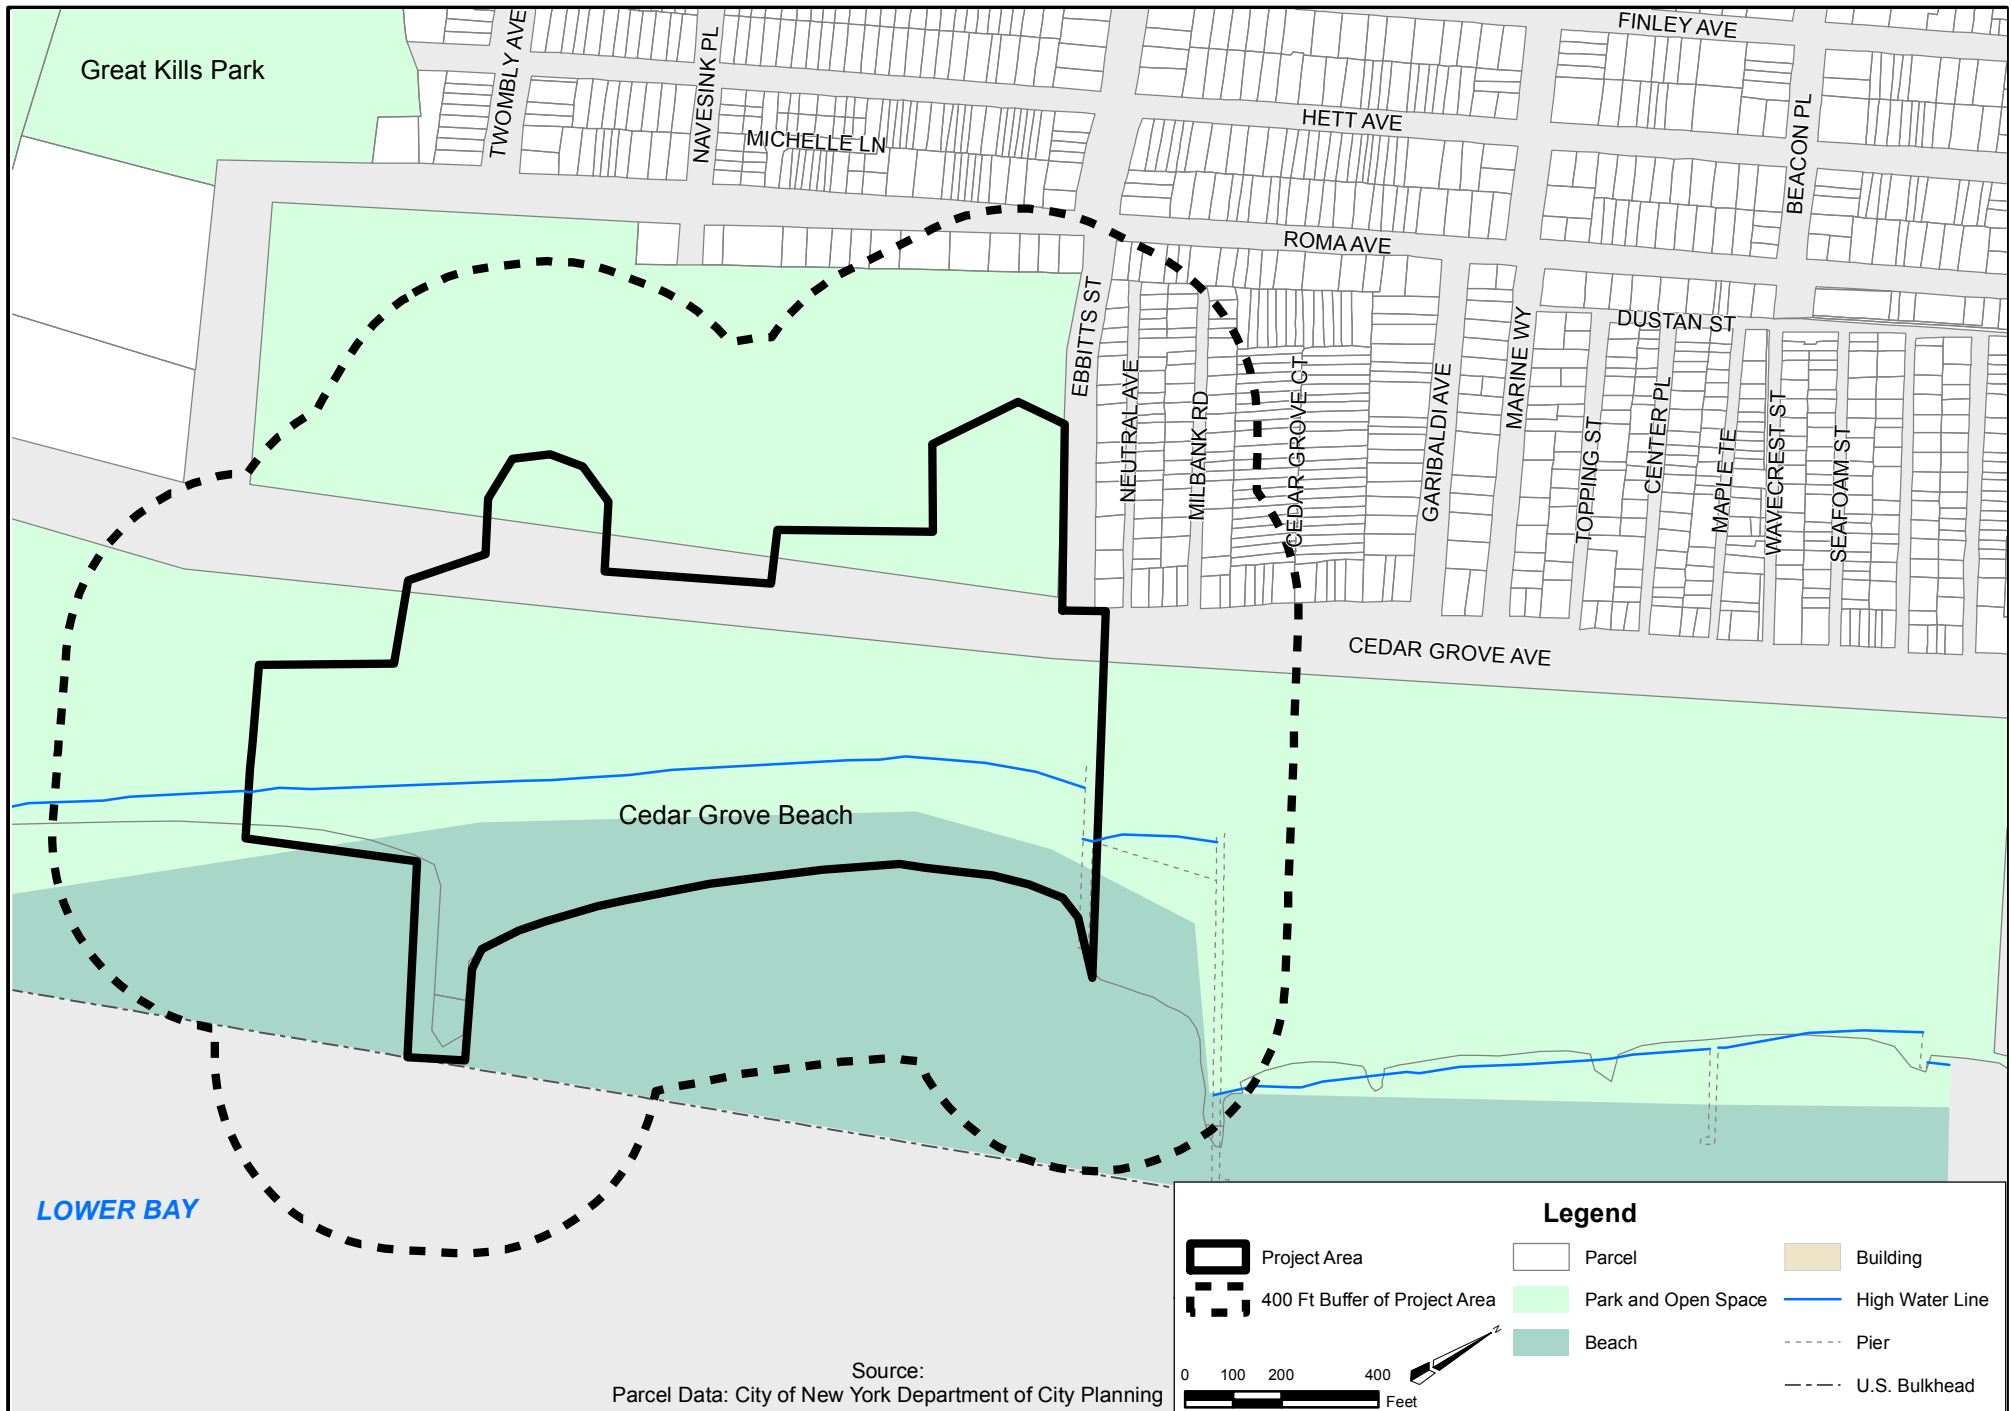 FINLEY AVE
Great Kills Park
TWOMBLY AVE
NAVESINK PL
MICHELLE LN
HETT AVE
BEACON PL
ROMA AVE
EBBITTS ST
DUSTAN ST
NEUTRAL AVE
MILBANK RD
CEDAR GROVE CT
GARIBALDI AVE
MARINE WY
TOPPING ST
CENTER PL
MAPLE TE
WAVECREST ST
SEAFOAM ST
CEDAR GROVE AVE
Cedar Grove Beach
LOWER BAY
Legend
Project Area
400 Ft Buffer of Project Area
Parcel
Park and Open Space
Beach
Building
High Water Line
Pier
U.S. Bulkhead
N
0 100 200 400
Feet
Source:
Parcel Data: City of New York Department of City Planning